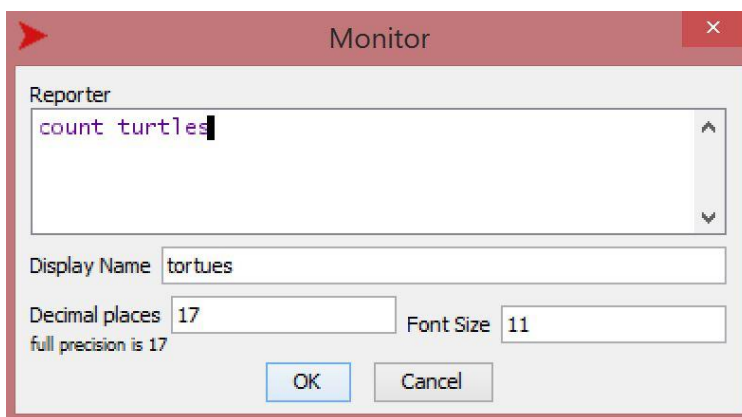 Monitor
Reporter
count turtles
Display Name tortues
Decimal places 17 Font Size 11
full precision is 17
OK Cancel